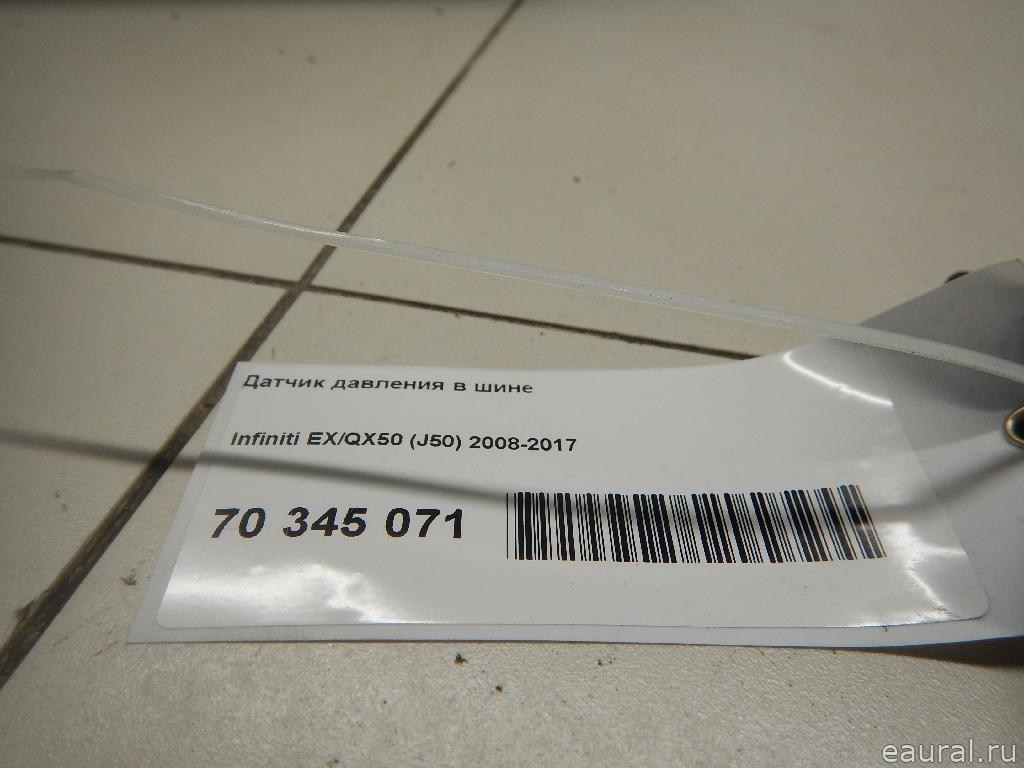 Датчик давления в шине
Infiniti EX/QX50 (J50) 2008-2017
70 345 071
eaural.ru